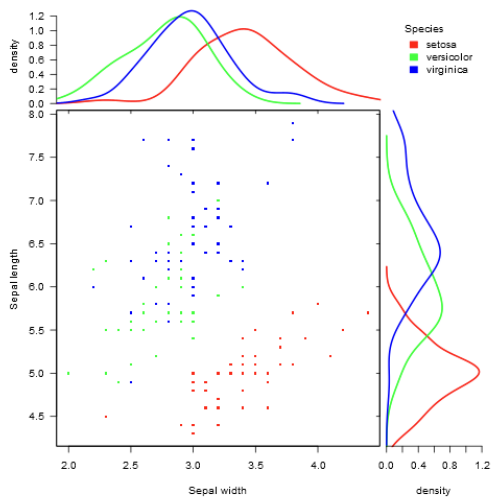 density
1.2
1.0
0.8
0.6
0.4
0.2
0.0
Species
setosa
versicolor
virginica
Sepal length
8.0
7.5
7.0
6.5
6.0
5.5
5.0
4.5
2.0 2.5 3.0 3.5 4.0
Sepal width
0.0 0.4 0.8 1.2
density